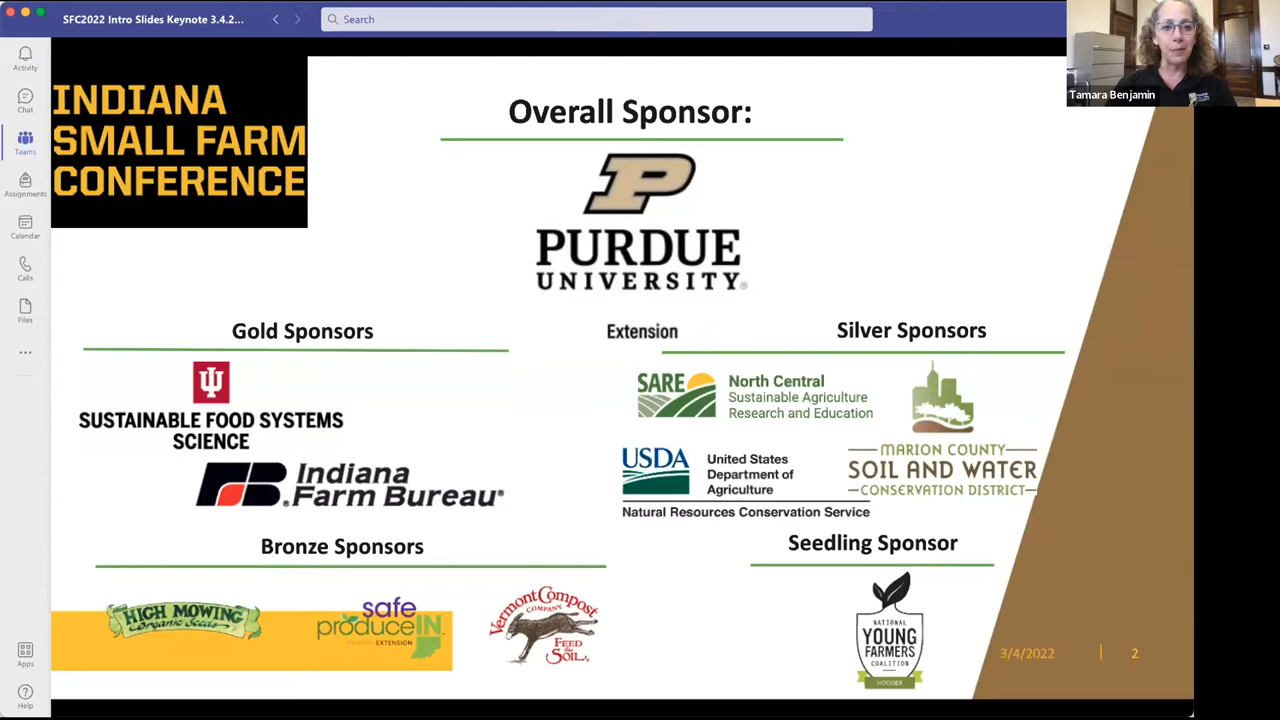 SFC2022 Intro Slides Keynote 3.4.2...
Search
Tamara Benjamin
Activity
Chat
Teams
Assignments
Calendar
Calls
Files
Apps
Help
INDIANA
SMALL FARM
CONFERENCE
Overall Sponsor:
P
PURDUE
UNIVERSITY®
Extension
Gold Sponsors
SUSTAINABLE FOOD SYSTEMS
SCIENCE
FB® Indiana
Farm Bureau®
Silver Sponsors
SARE
North Central
Sustainable Agriculture
Research and Education
MARION COUNTY
SOIL AND WATER
CONSERVATION DISTRICT
USDA
United States
Department of
Agriculture
Natural Resources Conservation Service
Bronze Sponsors
HIGH MOWING
Organic Seeds
safe
produceIN
PURDUE EXTENSION
VERMONT COMPOST
COMPANY
FEED
the
SOIL
Seedling Sponsor
NATIONAL
YOUNG
FARMERS
COALITION
HOOSIER
3/4/2022
2